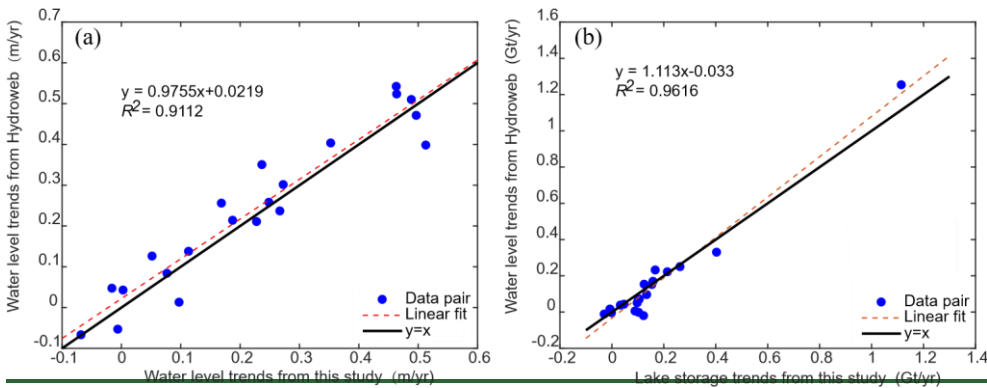 0.7
0.6
0.5
0.4
0.3
0.2
0.1
0
-0.1
Water level trends from Hydroweb (m/yr)
(a)
y = 0.9755x+0.0219
R² = 0.9112
Data pair
Linear fit
y=x
-0.1 0 0.1 0.2 0.3 0.4 0.5 0.6
Water level trends from this study (m/yr)
1.6
1.4
1.2
1
0.8
0.6
0.4
0.2
0
-0.2
Water level trends from Hydroweb (Gt/yr)
(b)
y = 1.113x-0.033
R² = 0.9616
Data pair
Linear fit
y=x
-0.2 0 0.2 0.4 0.6 0.8 1 1.2 1.4
Lake storage trends from this study (Gt/yr)